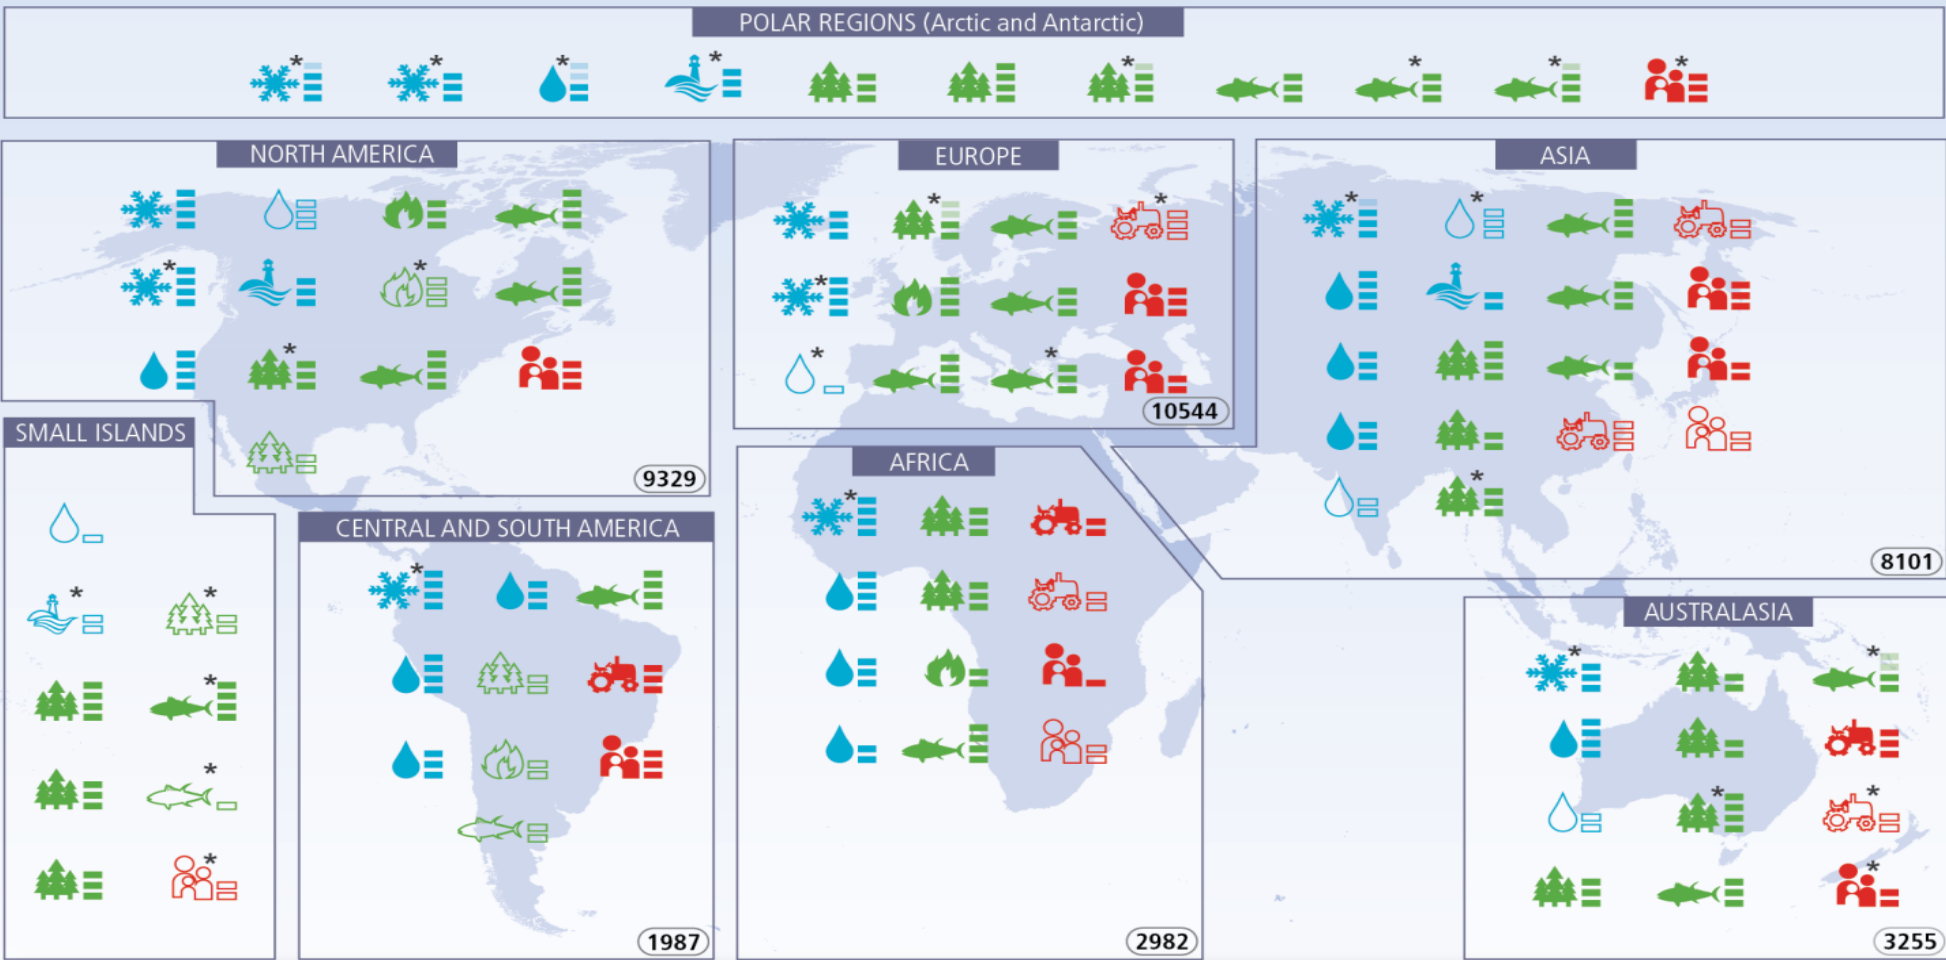 POLAR REGIONS (Arctic and Antarctic)
* * * * * * * *
NORTH AMERICA
*
*
*
9329
EUROPE
* *
*
* *
10544
ASIA
* *
*
8101
SMALL ISLANDS
* *
*
*
*
CENTRAL AND SOUTH AMERICA
*
1987
AFRICA
*
2982
AUSTRALASIA
* *
* *
*
3255